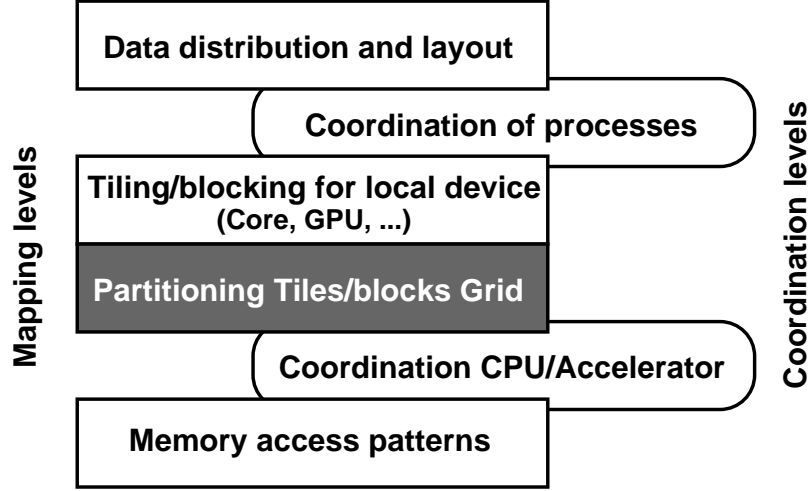 Data distribution and layout
Coordination of processes
Tiling/blocking for local device
(Core, GPU, ...)
Partitioning Tiles/blocks Grid
Coordination CPU/Accelerator
Memory access patterns
Mapping levels
Coordination levels